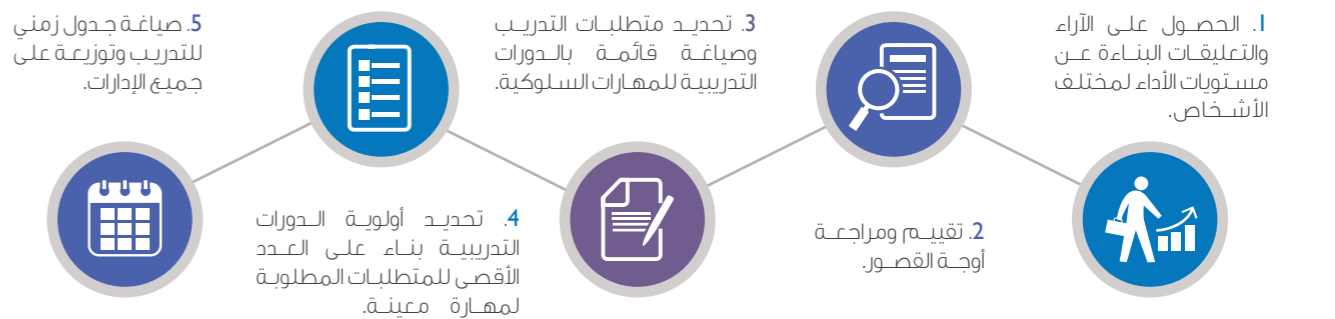 1. الحصول على الآراء
والتعليقات البناءة عن
مستويات الأداء لمختلف
الأشخاص.
2. تقييم ومراجعة
أوجة القصور.
3. تحديد متطلبات التدريب
وصياغة قائمة بالدورات
التدريبية للمهارات السلوكية.
4. تحديد أولوية الدورات
التدريبية بناء على العدد
الأقصى للمتطلبات المطلوبة
لمهارة معينة.
5. صياغة جدول زمني
للتدريب وتوزيعة على
جميع الإدارات.